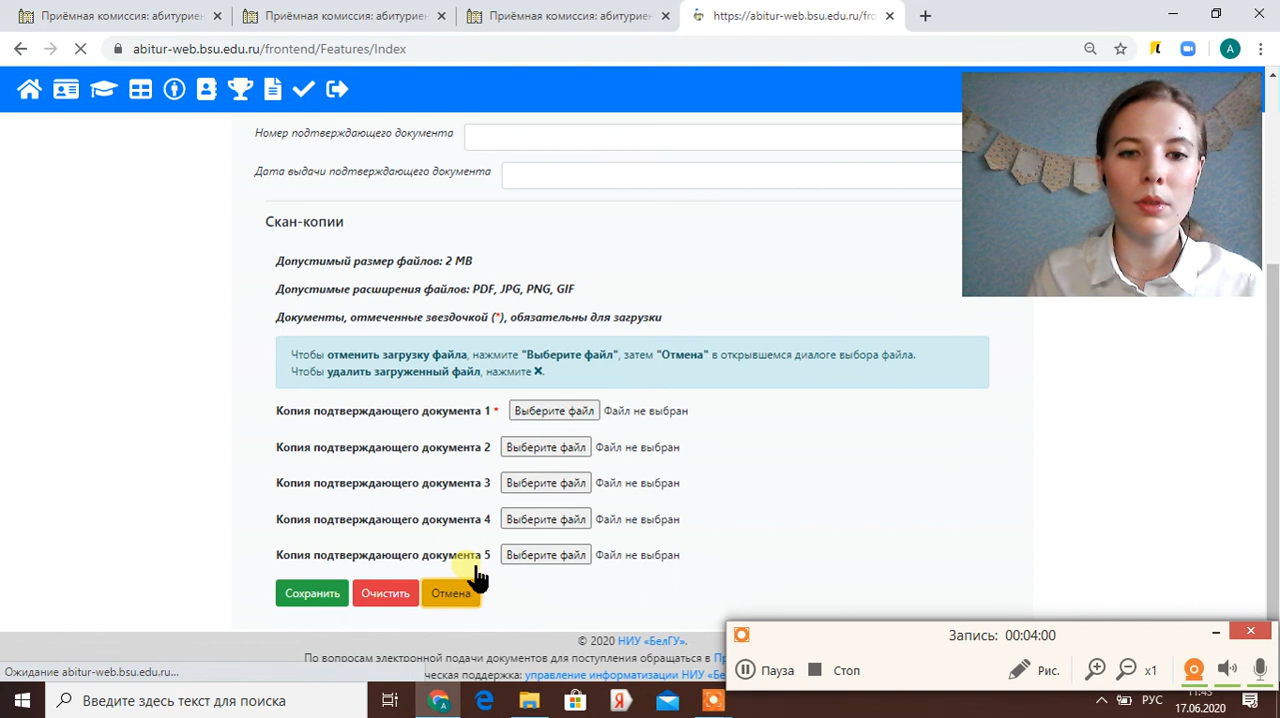 Приёмная комиссия: абитуриен
Приёмная комиссия: абитуриен
Приёмная комиссия: абитуриен
https://abitur-web.bsu.edu.ru/fro
abitur-web.bsu.edu.ru/frontend/Features/Index
A
Номер подтверждающего документа
Дата выдачи подтверждающего документа
Скан-копии
Допустимый размер файлов: 2 MB
Допустимые расширения файлов: PDF, JPG, PNG, GIF
Документы, отмеченные звездочкой (*), обязательны для загрузки
Чтобы отменить загрузку файла, нажмите "Выберите файл", затем "Отмена" в открывшемся диалоге выбора файла.
Чтобы удалить загруженный файл, нажмите ✖.
Копия подтверждающего документа 1 * Выберите файл Файл не выбран
Копия подтверждающего документа 2 Выберите файл Файл не выбран
Копия подтверждающего документа 3 Выберите файл Файл не выбран
Копия подтверждающего документа 4 Выберите файл Файл не выбран
Копия подтверждающего документа 5 Выберите файл Файл не выбран
Сохранить Очистить Отмена
© 2020 НИУ «БелГУ».
По вопросам электронной подачи документов для поступления обращаться в
ческая поддержка: управление информатизации НИУ
Ожидание abitur-web.bsu.edu.ru...
Запись: 00:04:00
Пауза Стоп Рис. x1
Введите здесь текст для поиска
РУС
11:43
17.06.2020